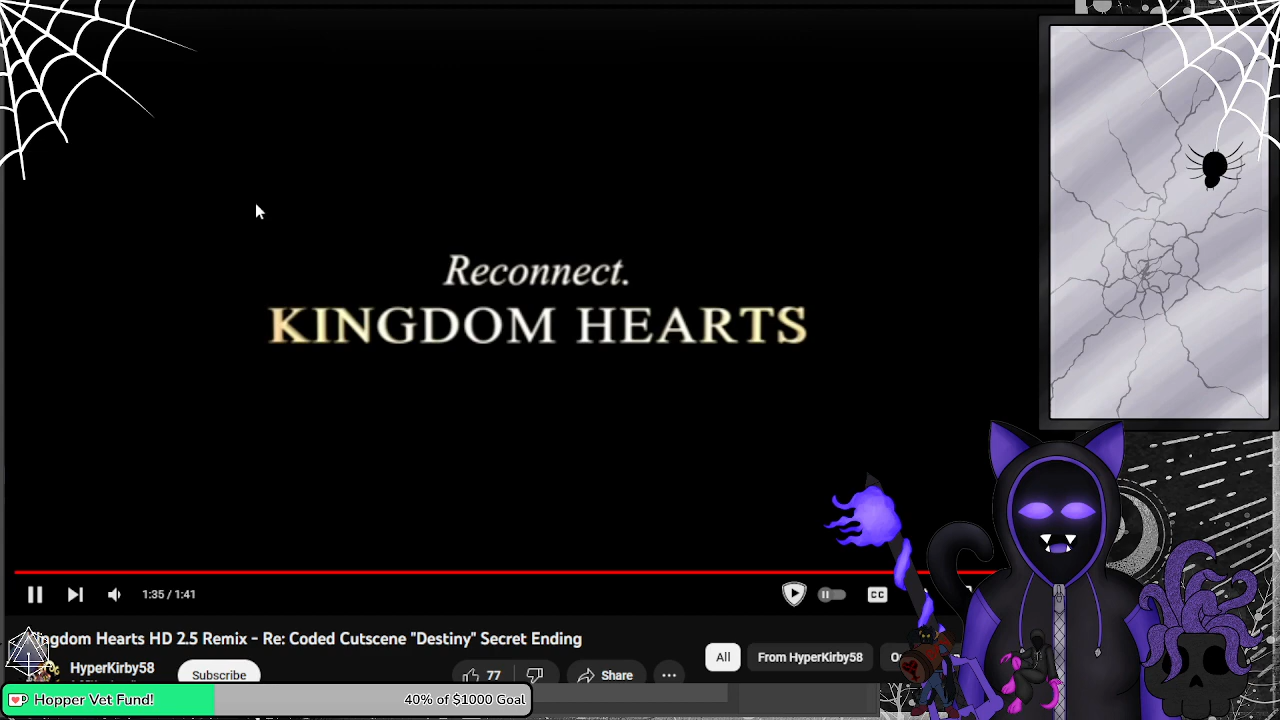 Reconnect.
KINGDOM HEARTS
1:35 / 1:41
CC
ngdom Hearts HD 2.5 Remix - Re: Coded Cutscene "Destiny" Secret Ending
HyperKirby58
Subscribe
77
Share
All
From HyperKirby58
Hopper Vet Fund!
40% of $1000 Goal